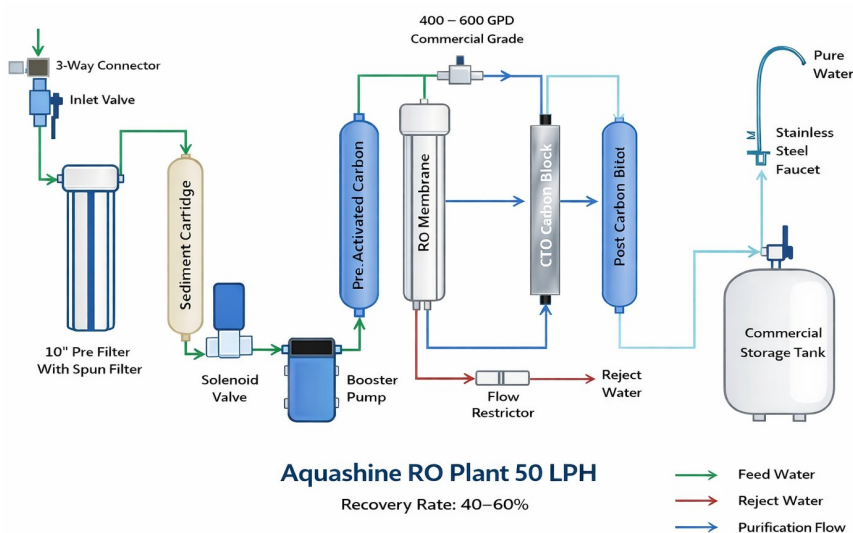 400 – 600 GPD
Commercial Grade
3-Way Connector
Inlet Valve
Pure
Water
Stainless
Steel
Faucet
Sediment Cartridge
Pre.Activated Carbon
RO Membrane
CTO Carbon Block
Post Carbon Bitol
10" Pre Filter
With Spun Filter
Solenoid
Valve
Booster
Pump
Flow
Restrictor
Reject
Water
Commercial
Storage Tank
Aquashine RO Plant 50 LPH
Recovery Rate: 40–60%
Feed Water
Reject Water
Purification Flow